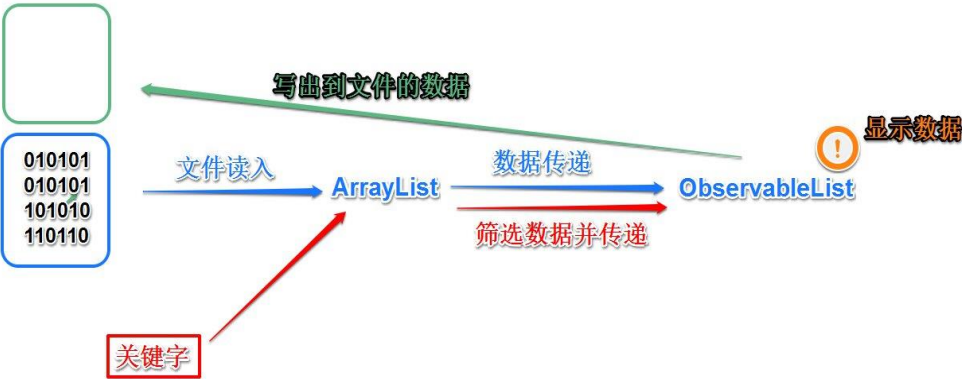 写出到文件的数据
显示数据
010101
010101
101010
110110
文件读入
ArrayList
数据传递
ObservableList
筛选数据并传递
关键字